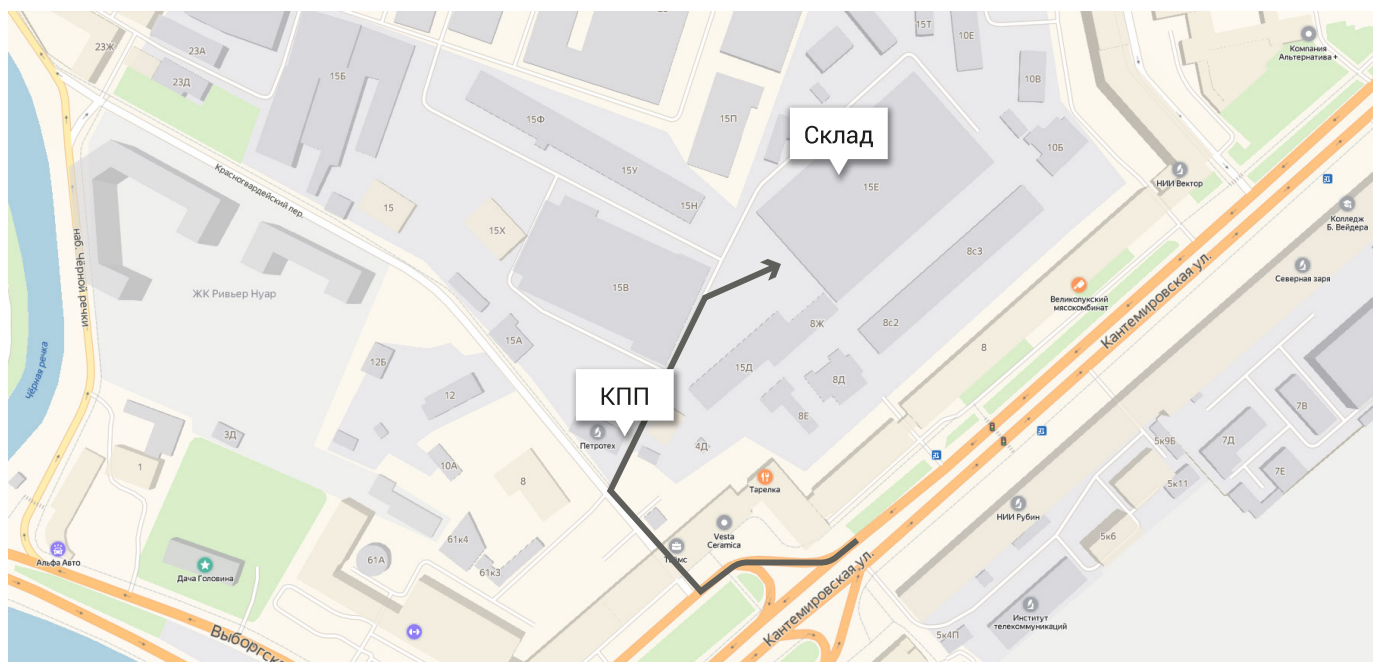 15Т
10Е
Компания
Альтернатива +
23Ж
23А
15Б
23Д
10В
15Ф
15П
Склад
10Б
15У
15Е
НИИ Вектор
Красногвардейский пер.
Колледж
Б. Вейдера
15
15Н
15Х
8с3
наб. Чёрной речки
Кантемировская ул.
Северная заря
15В
ЖК Ривьер Нуар
Великолукский
мясокомбинат
8Ж
8с2
15А
8
Чёрная речка
12Б
15Д
8Д
12
КПП
7В
8Е
3Д
Петротех
4Д
5к9Б
7Д
1
10А
7Е
8
Тарелка
5к11
НИИ Рубин
Vesta
Ceramica
61к4
5к6
Альфа Авто
61А
Таймс
Кантемировская ул.
61к3
Дача Головина
Институт
телекоммуникаций
Выборгск
5к4П